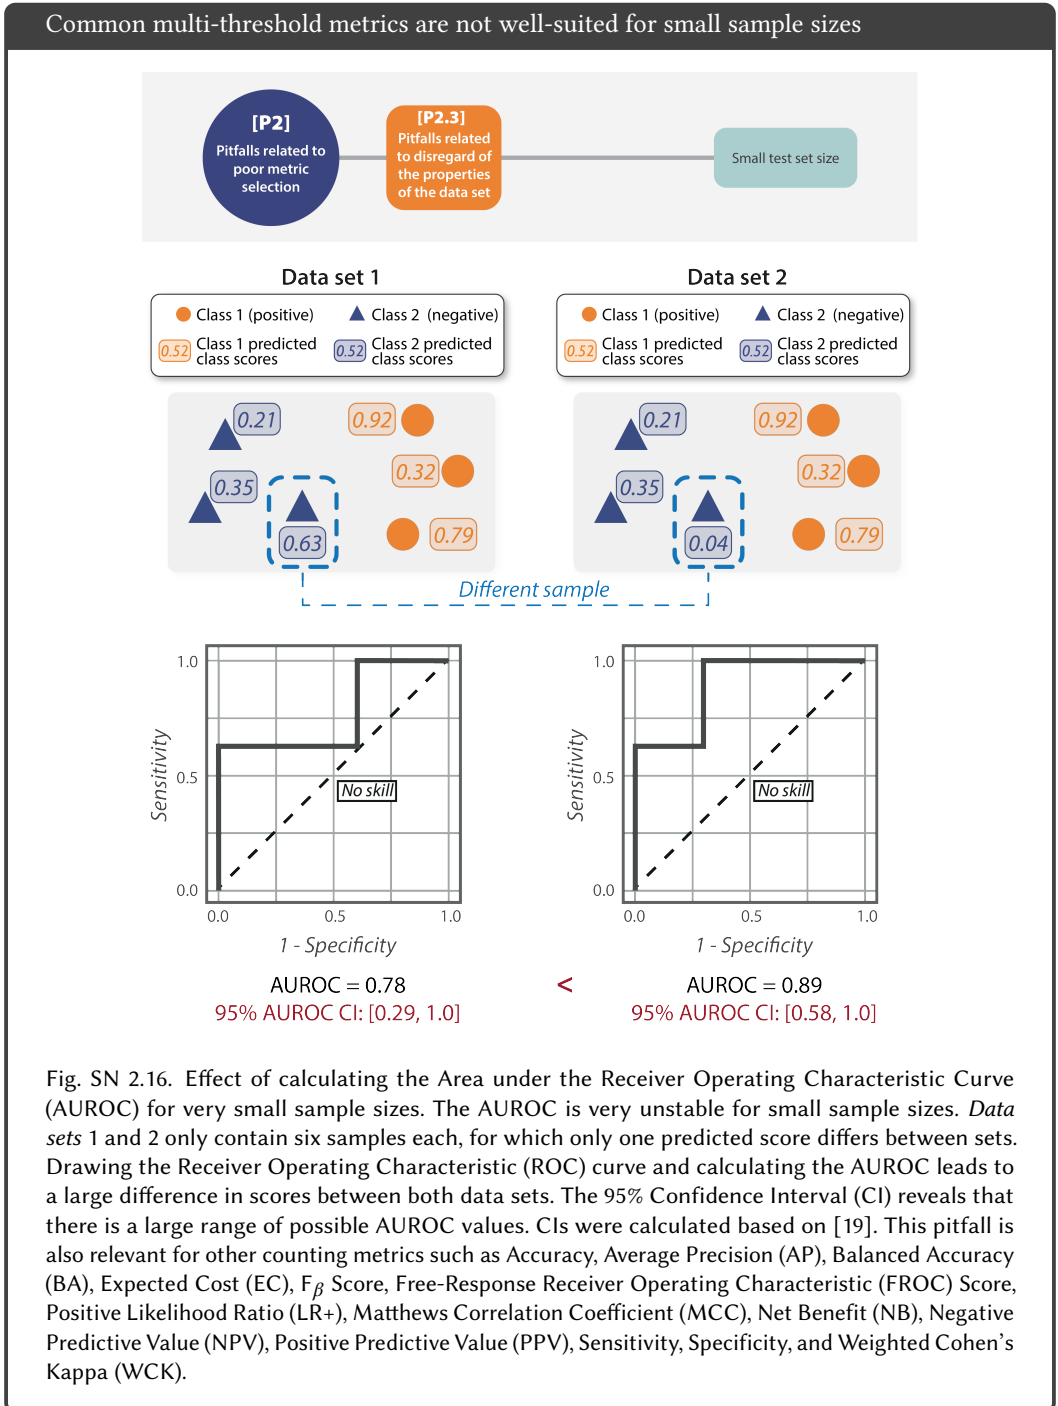 Common multi-threshold metrics are not well-suited for small sample sizes
[P2]
Pitfalls related to
poor metric
selection
[P2.3]
Pitfalls related
to disregard of
the properties
of the data set
Small test set size
Data set 1
Class 1 (positive)
Class 2 (negative)
0.52 Class 1 predicted
class scores
0.52 Class 2 predicted
class scores
0.21
0.92
0.32
0.35
0.63
0.79
Data set 2
Class 1 (positive)
Class 2 (negative)
0.52 Class 1 predicted
class scores
0.52 Class 2 predicted
class scores
0.21
0.92
0.32
0.35
0.04
0.79
Different sample
1.0
0.5
0.0
Sensitivity
No skill
0.0 0.5 1.0
1 - Specificity
AUROC = 0.78
95% AUROC CI: [0.29, 1.0]
<
1.0
0.5
0.0
Sensitivity
No skill
0.0 0.5 1.0
1 - Specificity
AUROC = 0.89
95% AUROC CI: [0.58, 1.0]
Fig. SN 2.16. Effect of calculating the Area under the Receiver Operating Characteristic Curve
(AUROC) for very small sample sizes. The AUROC is very unstable for small sample sizes. Data
sets 1 and 2 only contain six samples each, for which only one predicted score differs between sets.
Drawing the Receiver Operating Characteristic (ROC) curve and calculating the AUROC leads to
a large difference in scores between both data sets. The 95% Confidence Interval (CI) reveals that
there is a large range of possible AUROC values. CIs were calculated based on [19]. This pitfall is
also relevant for other counting metrics such as Accuracy, Average Precision (AP), Balanced Accuracy
(BA), Expected Cost (EC), Fβ Score, Free-Response Receiver Operating Characteristic (FROC) Score,
Positive Likelihood Ratio (LR+), Matthews Correlation Coefficient (MCC), Net Benefit (NB), Negative
Predictive Value (NPV), Positive Predictive Value (PPV), Sensitivity, Specificity, and Weighted Cohen's
Kappa (WCK).